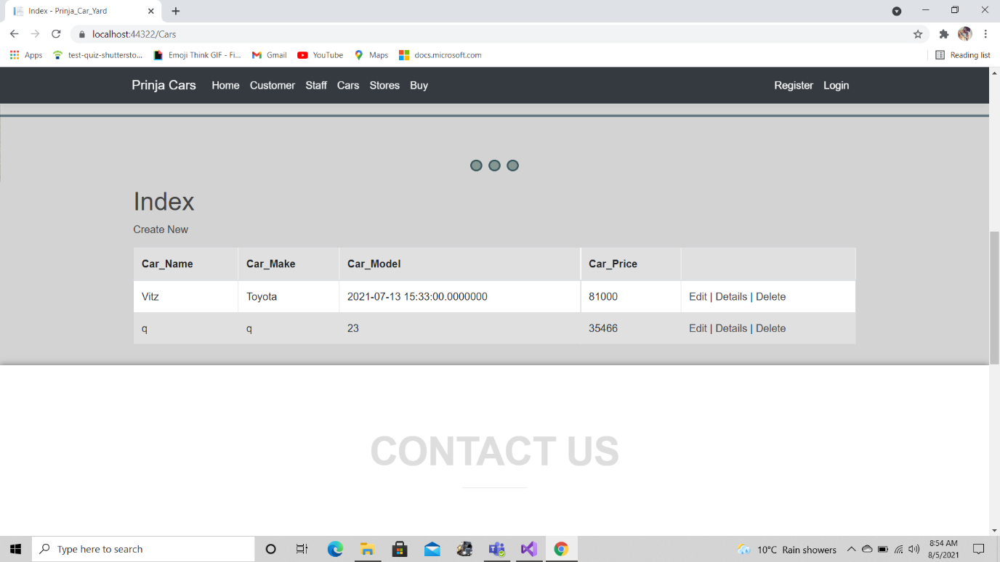 Index - Prinja_Car_Yard
localhost:44322/Cars
Apps test-quiz-shuttersto... Emoji Think GIF - Fi... Gmail YouTube Maps docs.microsoft.com Reading list
Prinja Cars Home Customer Staff Cars Stores Buy Register Login
Index
Create New
Car_Name Car_Make Car_Model Car_Price
Vitz Toyota 2021-07-13 15:33:00.0000000 81000 Edit | Details | Delete
q q 23 35466 Edit | Details | Delete
CONTACT US
Type here to search 10°C Rain showers 8:54 AM
8/5/2021